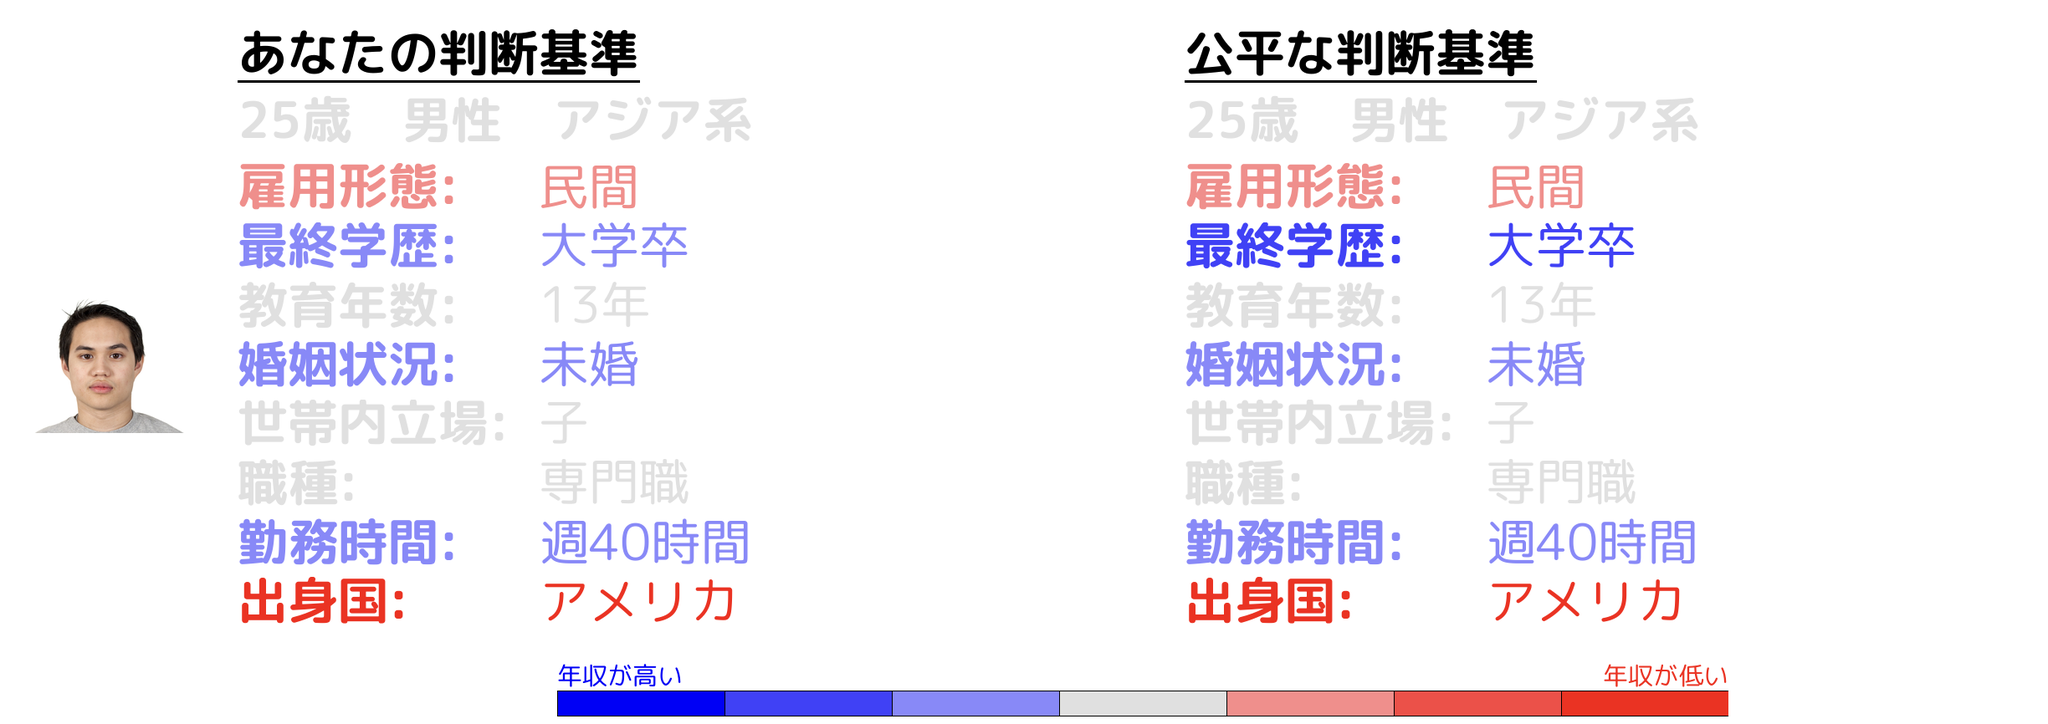 あなたの判断基準
25歳 男性 アジア系
雇用形態: 民間
最終学歴: 大学卒
教育年数: 13年
婚姻状況: 未婚
世帯内立場: 子
職種: 専門職
勤務時間: 週40時間
出身国: アメリカ
公平な判断基準
25歳 男性 アジア系
雇用形態: 民間
最終学歴: 大学卒
教育年数: 13年
婚姻状況: 未婚
世帯内立場: 子
職種: 専門職
勤務時間: 週40時間
出身国: アメリカ
年収が高い
年収が低い